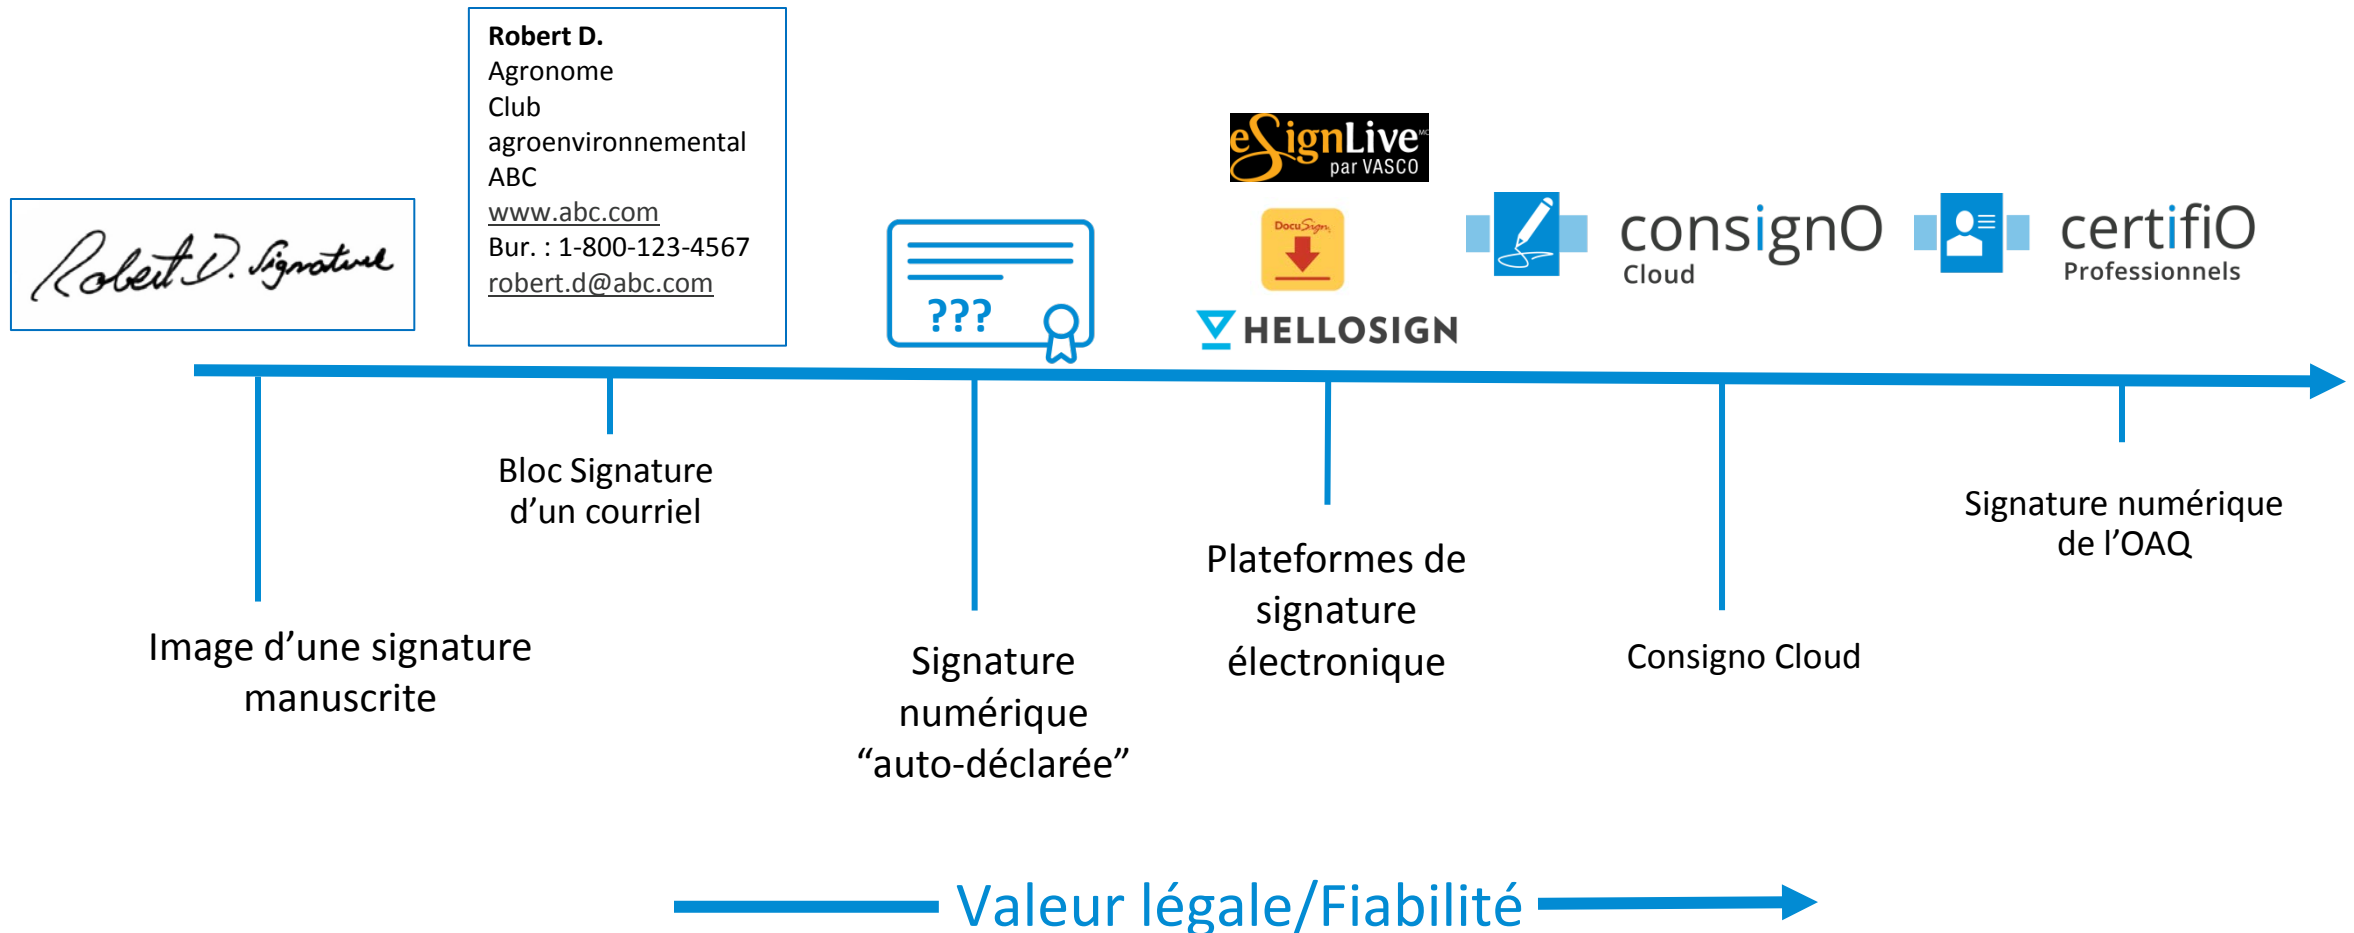 Robert D. Signature
Robert D.
Agronome
Club
agroenvironnemental
ABC
www.abc.com
Bur. : 1-800-123-4567
robert.d@abc.com
???
eSignLive MC
par VASCO
DocuSign
HELLOSIGN
consignO
Cloud
certifiO
Professionnels
Image d’une signature
manuscrite
Bloc Signature
d’un courriel
Signature
numérique
“auto-déclarée”
Plateformes de
signature
électronique
Consigno Cloud
Signature numérique
de l’OAQ
Valeur légale/Fiabilité